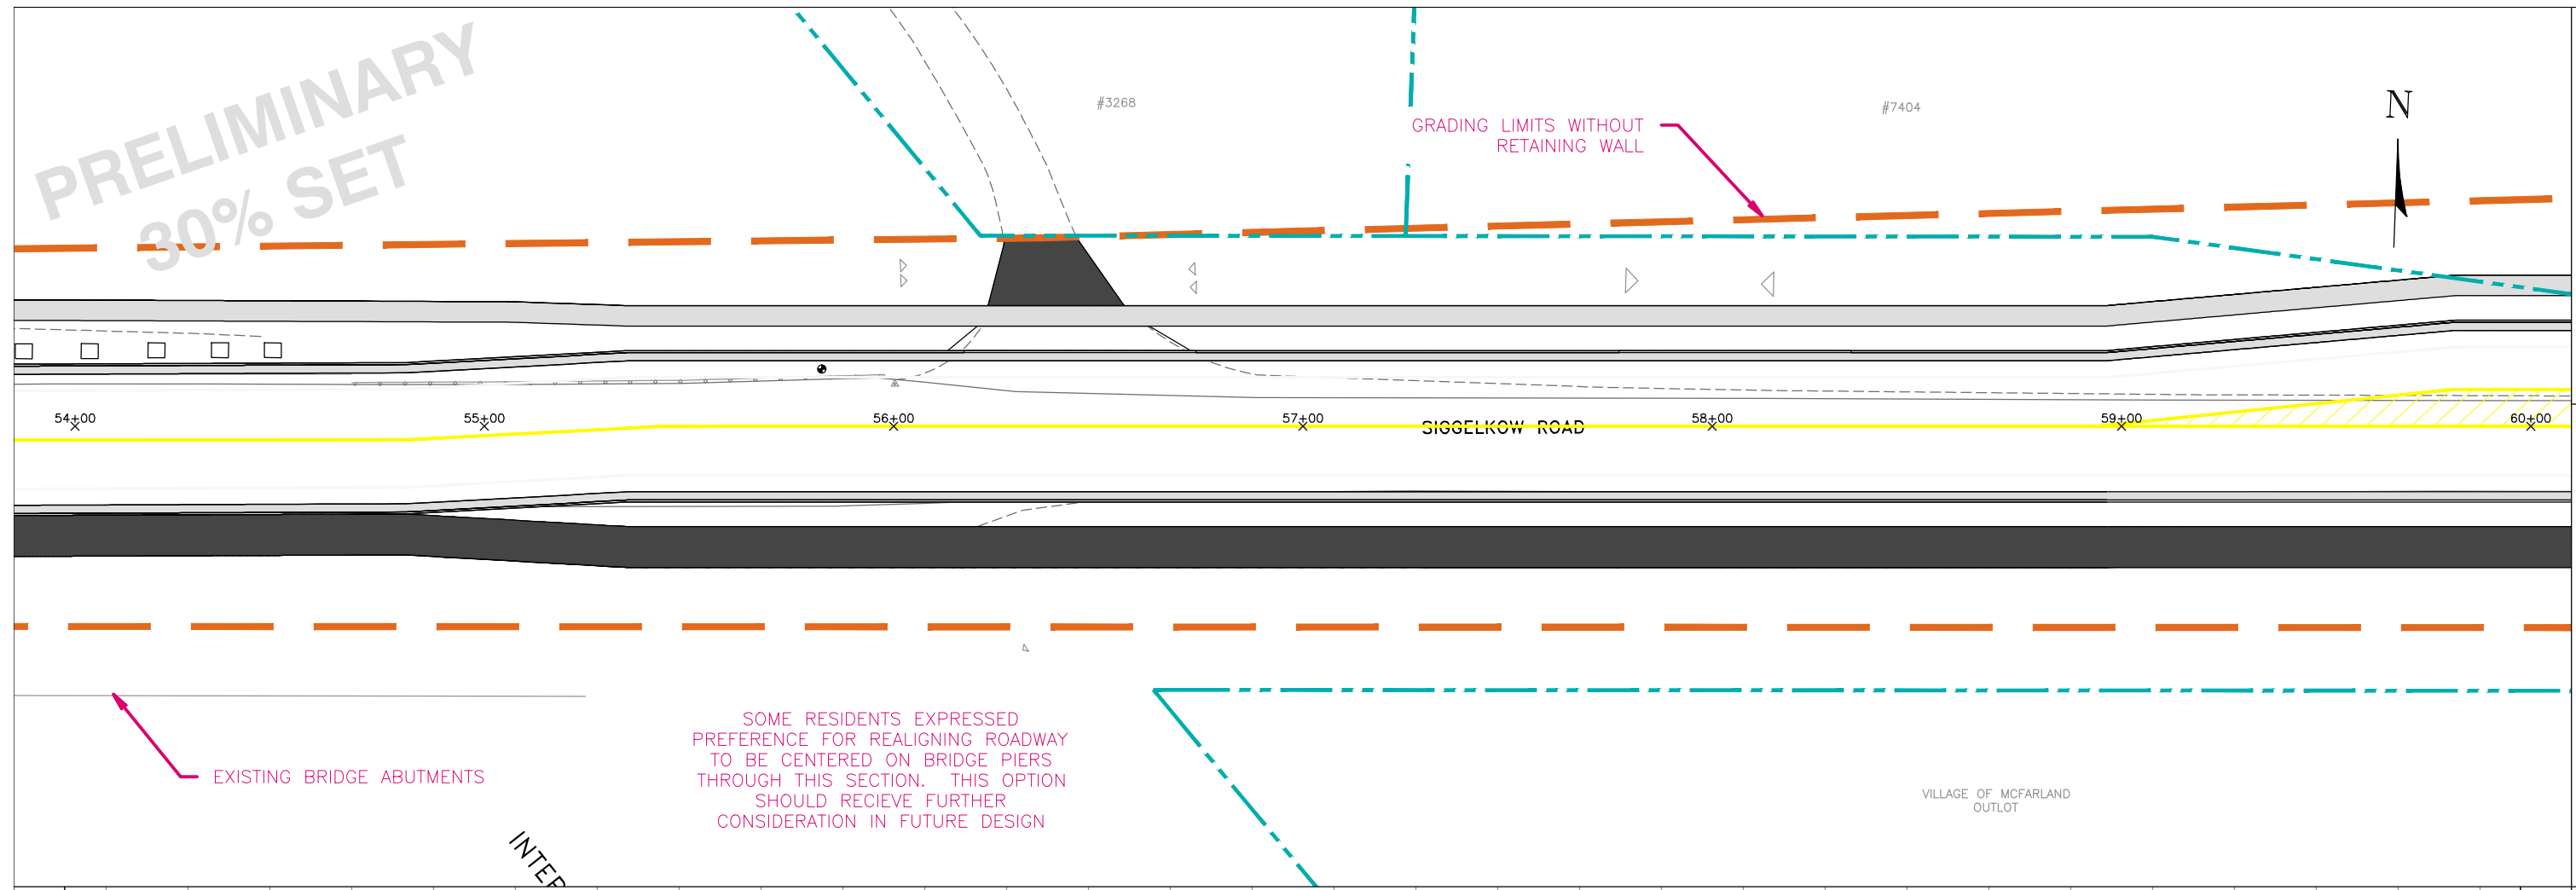 PRELIMINARY
30% SET
#3268
#7404
GRADING LIMITS WITHOUT
RETAINING WALL
N
54+00
55+00
56+00
57+00
58+00
59+00
60+00
SIGGELKOW ROAD
EXISTING BRIDGE ABUTMENTS
SOME RESIDENTS EXPRESSED
PREFERENCE FOR REALIGNING ROADWAY
TO BE CENTERED ON BRIDGE PIERS
THROUGH THIS SECTION. THIS OPTION
SHOULD RECIEVE FURTHER
CONSIDERATION IN FUTURE DESIGN
VILLAGE OF MCFARLAND
OUTLOT
INTER